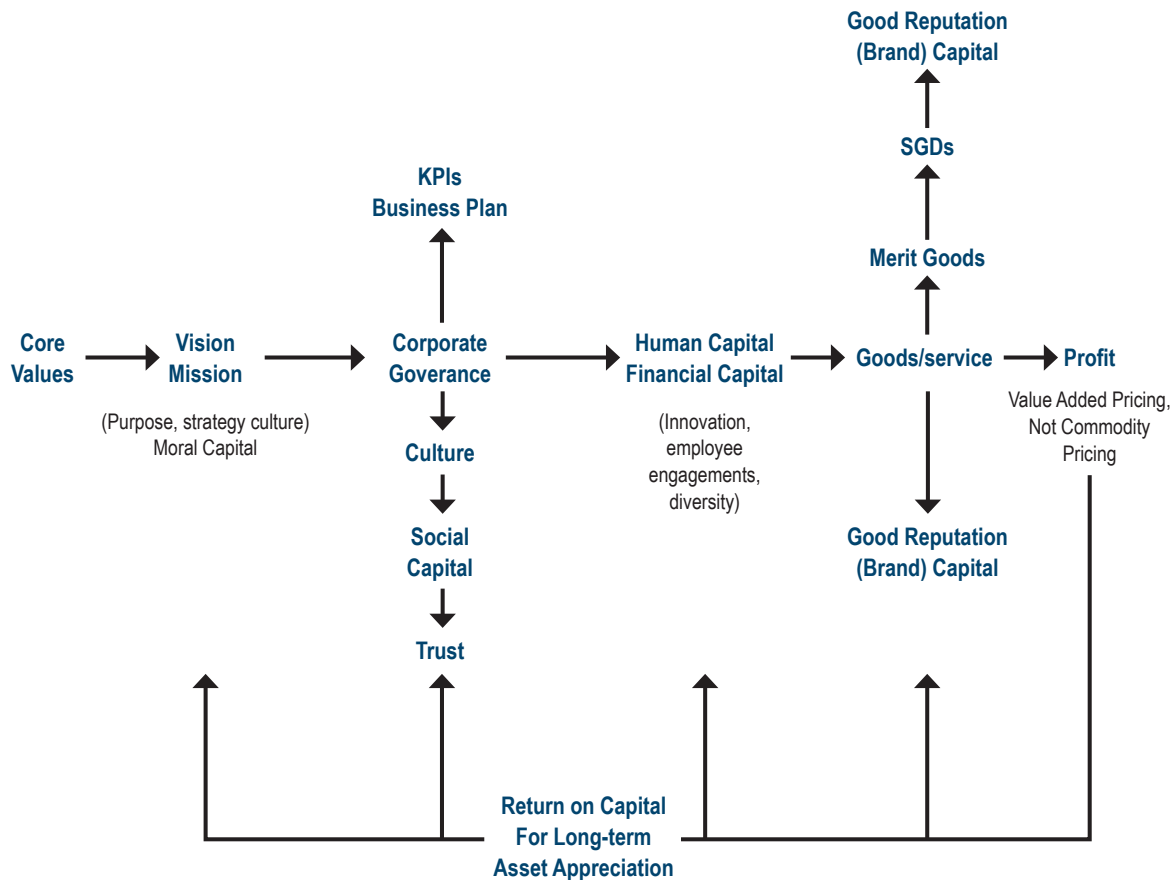 Good Reputation
(Brand) Capital
SGDs
KPIs
Business Plan
Merit Goods
Core
Values
Vision
Mission
(Purpose, strategy culture)
Moral Capital
Corporate
Goverance
Human Capital
Financial Capital
(Innovation,
employee
engagements,
diversity)
Goods/service
Profit
Value Added Pricing,
Not Commodity
Pricing
Culture
Social
Capital
Trust
Good Reputation
(Brand) Capital
Return on Capital
For Long-term
Asset Appreciation